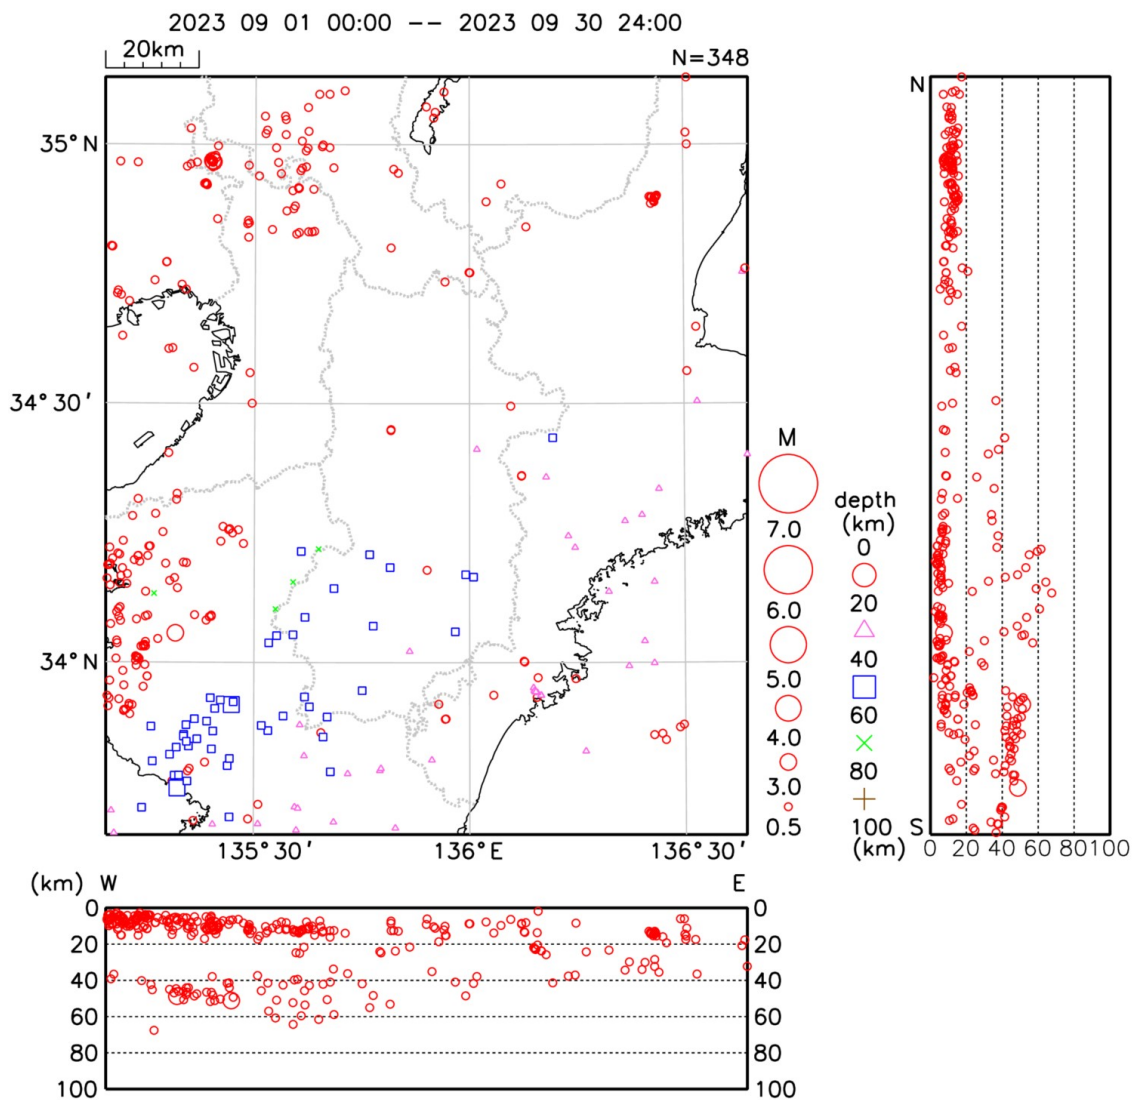 2023 09 01 00:00 -- 2023 09 30 24:00
20km
N=348
35°N
34°30′
34°N
135°30′
136°E
136°30′
M
7.0
6.0
5.0
4.0
3.0
0.5
depth
(km)
0
20
40
60
80
100
(km)
N
S
0 20 40 60 80 100
(km) W E
0 0
20 20
40 40
60 60
80 80
100 100